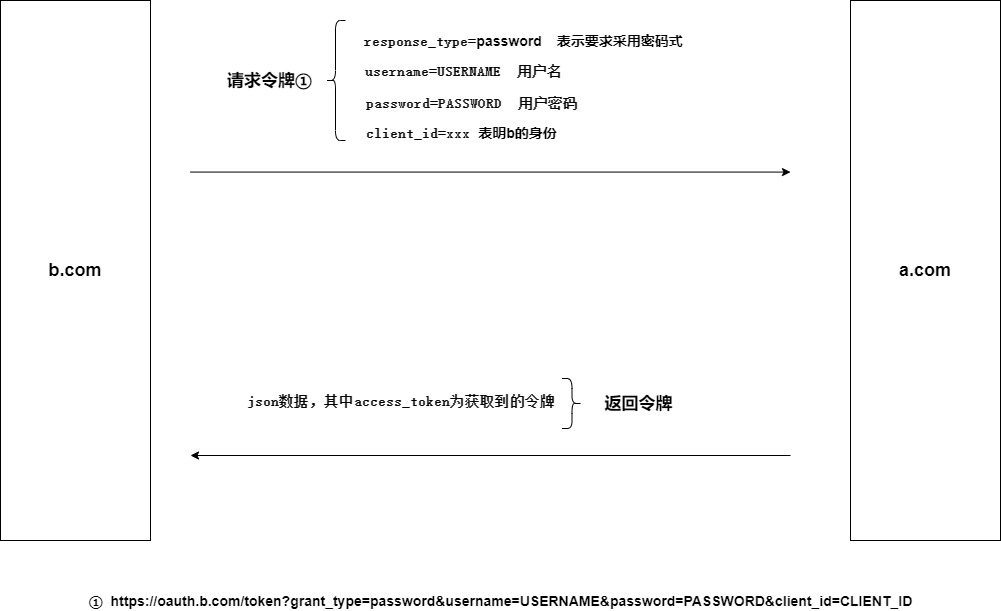 response_type=password 表示要求采用密码式
请求令牌① username=USERNAME 用户名
password=PASSWORD 用户密码
client_id=xxx 表明b的身份
b.com a.com
json数据，其中access_token为获取到的令牌 返回令牌
① https://oauth.b.com/token?grant_type=password&username=USERNAME&password=PASSWORD&client_id=CLIENT_ID